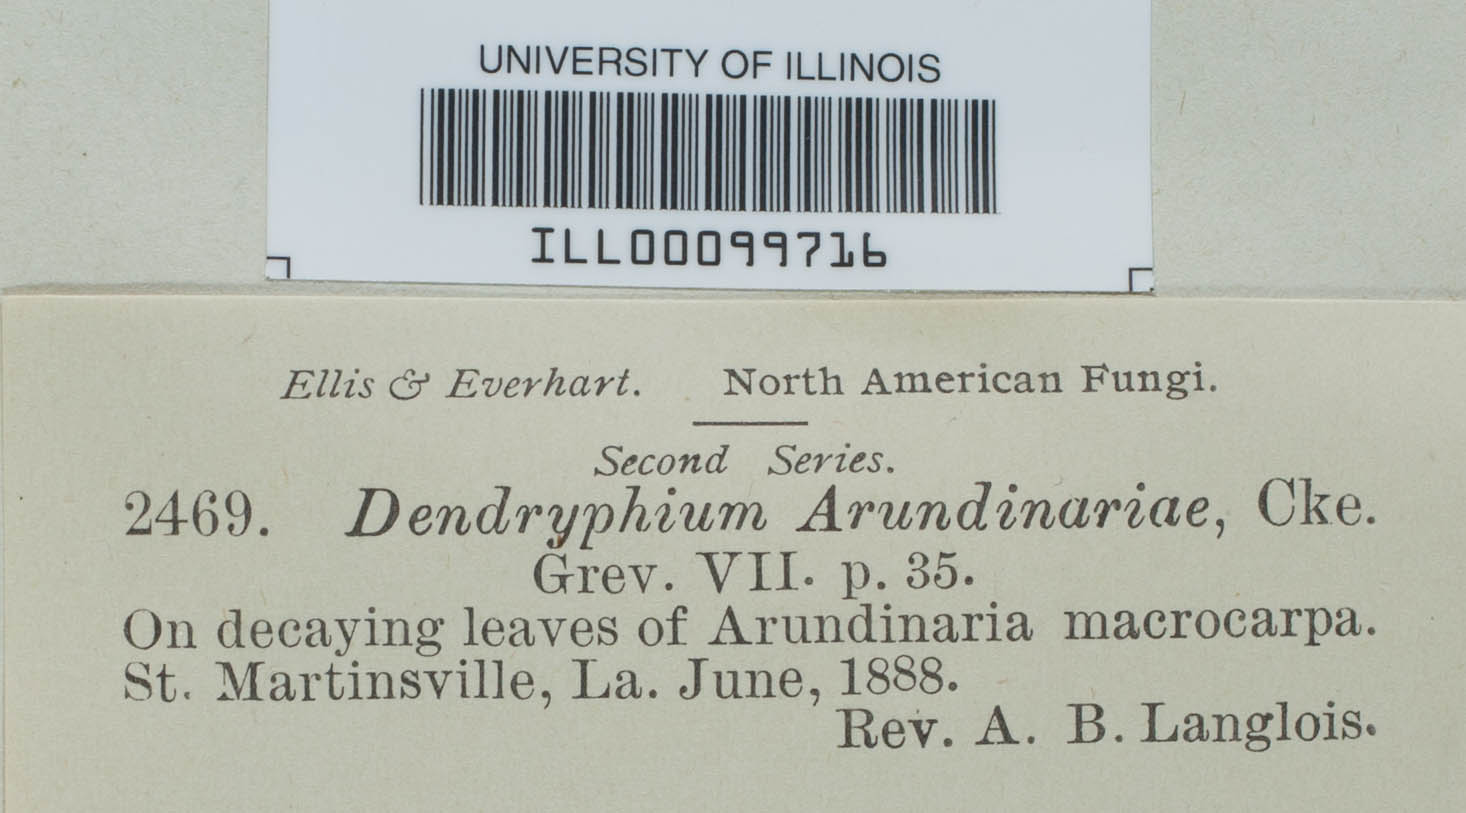 UNIVERSITY OF ILLINOIS
ILL00099716
Ellis & Everhart. North American Fungi.
Second Series.
2469. Dendryphium Arundinariae, Cke.
Grev. VII. p. 35.
On decaying leaves of Arundinaria macrocarpa.
St. Martinsville, La. June, 1888.
Rev. A. B. Langlois.